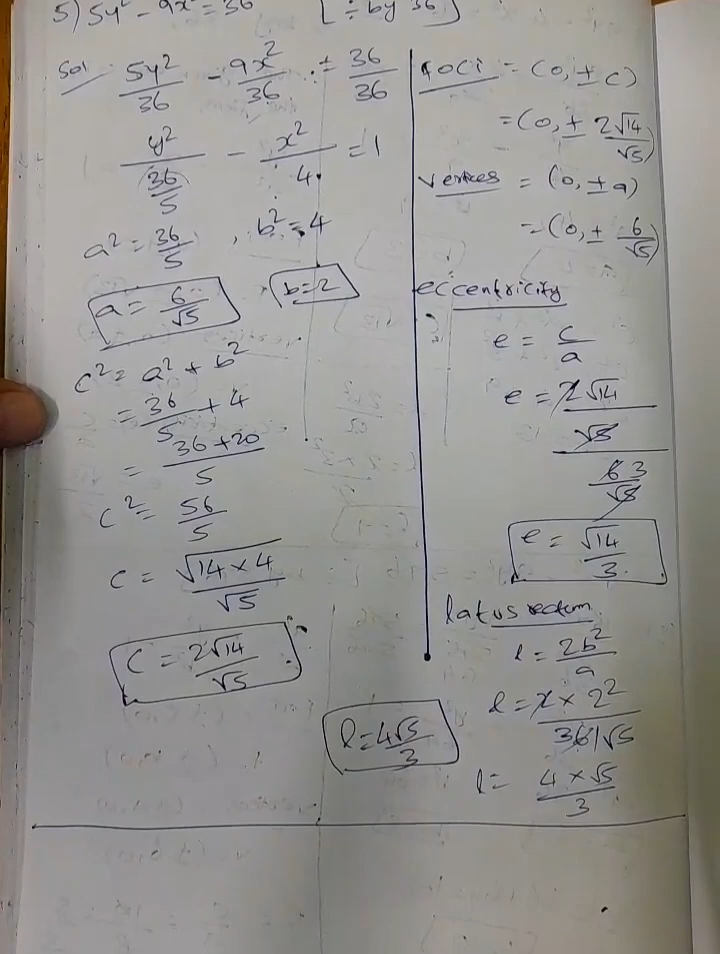 5) 5y² - 9x² = 36 [÷ by 36]
Sol 5y²/36 - 9x²/36 = 36/36
y²/(36/5) - x²/4 = 1
a² = 36/5 , b² = 4
a = 6/√5 b = 2
c² = a² + b²
= 36/5 + 4
= (36+20)/5
c² = 56/5
c = √(14×4)/√5
C = 2√14/√5
foci = (0, ± c)
= (0, ± 2√14/√5)
Vertices = (0, ± a)
= (0, ± 6/√5)
eccentricity
e = c/a
e = (2√14/√5)/(6 3/√5)
e = √14/3
latus rectum
l = 2b²/a
l = 2 × 2²/(36/√5)
l = 4 × √5/3
l = 4√5/3